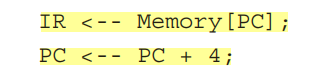 IR <-- Memory[PC];
PC <-- PC + 4;